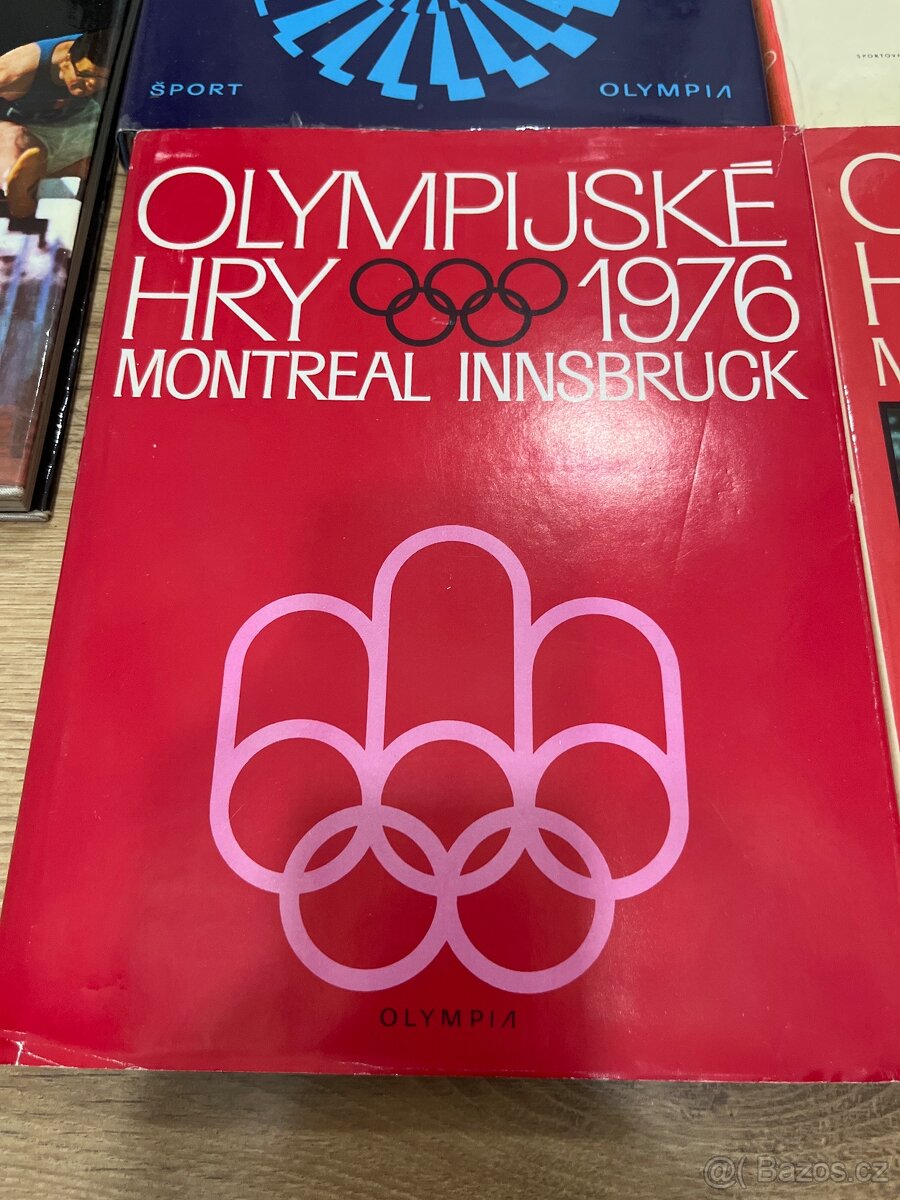 ŠPORT OLYMPIA
OLYMPIJSKÉ
HRY 1976
MONTREAL INNSBRUCK
OLYMPIA
@ Bazos.cz